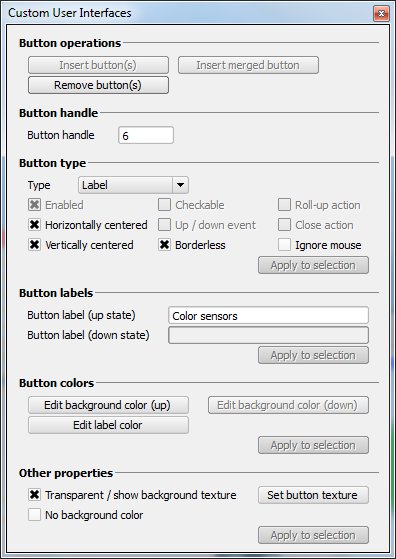 Custom User Interfaces
Button operations
Insert button(s) Insert merged button
Remove button(s)
Button handle
Button handle 6
Button type
Type Label
Enabled Checkable Roll-up action
Horizontally centered Up / down event Close action
Vertically centered Borderless Ignore mouse
Apply to selection
Button labels
Button label (up state) Color sensors
Button label (down state)
Apply to selection
Button colors
Edit background color (up) Edit background color (down)
Edit label color
Apply to selection
Other properties
Transparent / show background texture Set button texture
No background color
Apply to selection